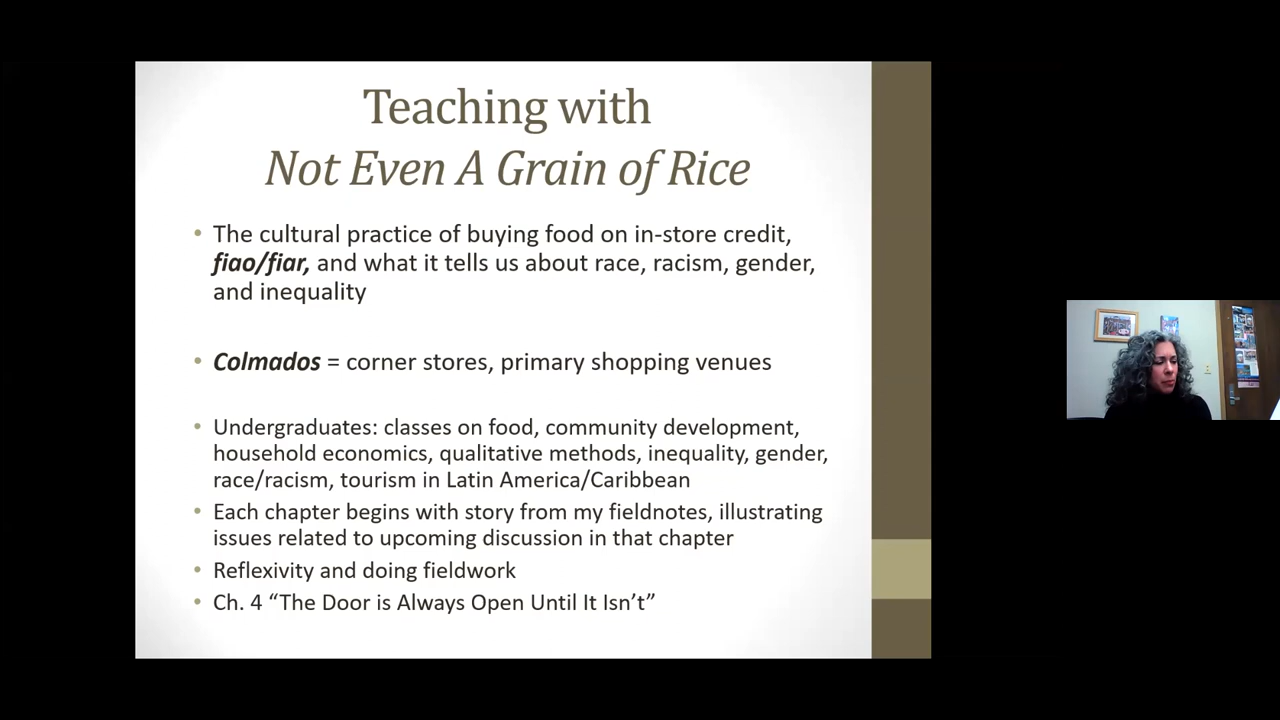 Teaching with
Not Even A Grain of Rice
• The cultural practice of buying food on in-store credit,
fiao/fiar, and what it tells us about race, racism, gender,
and inequality
• Colmados = corner stores, primary shopping venues
• Undergraduates: classes on food, community development,
household economics, qualitative methods, inequality, gender,
race/racism, tourism in Latin America/Caribbean
• Each chapter begins with story from my fieldnotes, illustrating
issues related to upcoming discussion in that chapter
• Reflexivity and doing fieldwork
• Ch. 4 “The Door is Always Open Until It Isn’t”